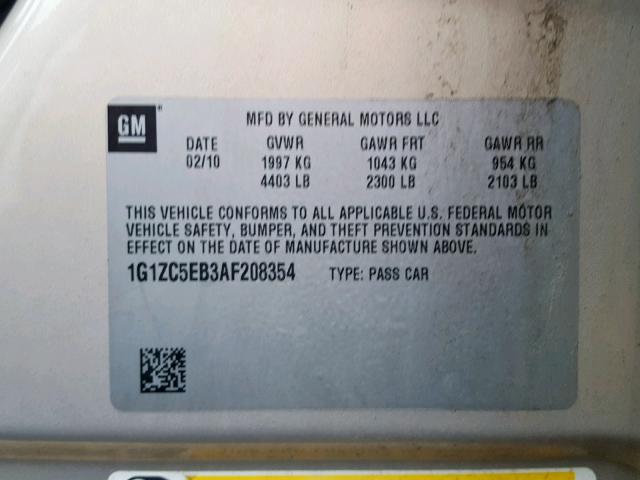 GM
MFD BY GENERAL MOTORS LLC
DATE GVWR GAWR FRT GAWR RR
02/10 1997 KG 1043 KG 954 KG
4403 LB 2300 LB 2103 LB
THIS VEHICLE CONFORMS TO ALL APPLICABLE U.S. FEDERAL MOTOR
VEHICLE SAFETY, BUMPER, AND THEFT PREVENTION STANDARDS
IN EFFECT ON THE DATE OF MANUFACTURE SHOWN ABOVE.
1G1ZC5EB3AF208354 TYPE: PASS CAR